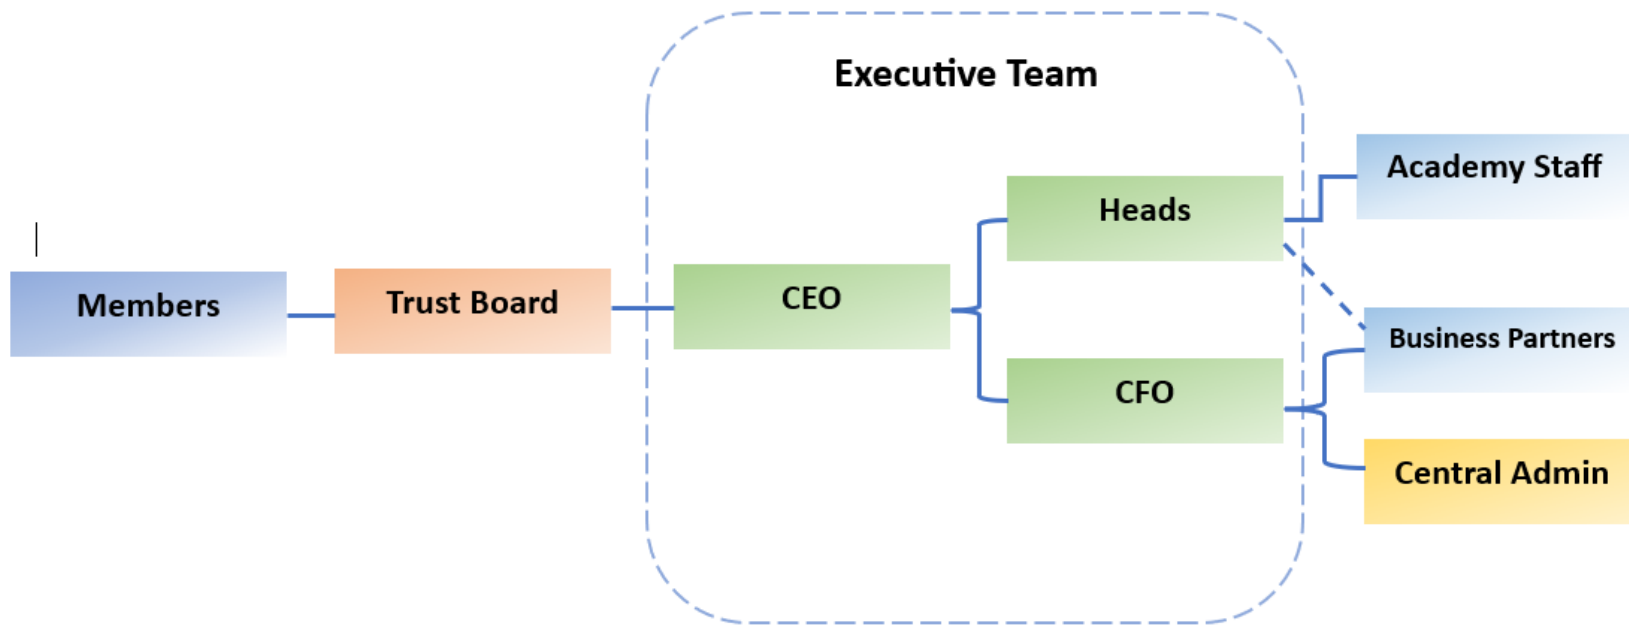 Executive Team
Academy Staff
Heads
Members
Trust Board
CEO
Business Partners
CFO
Central Admin